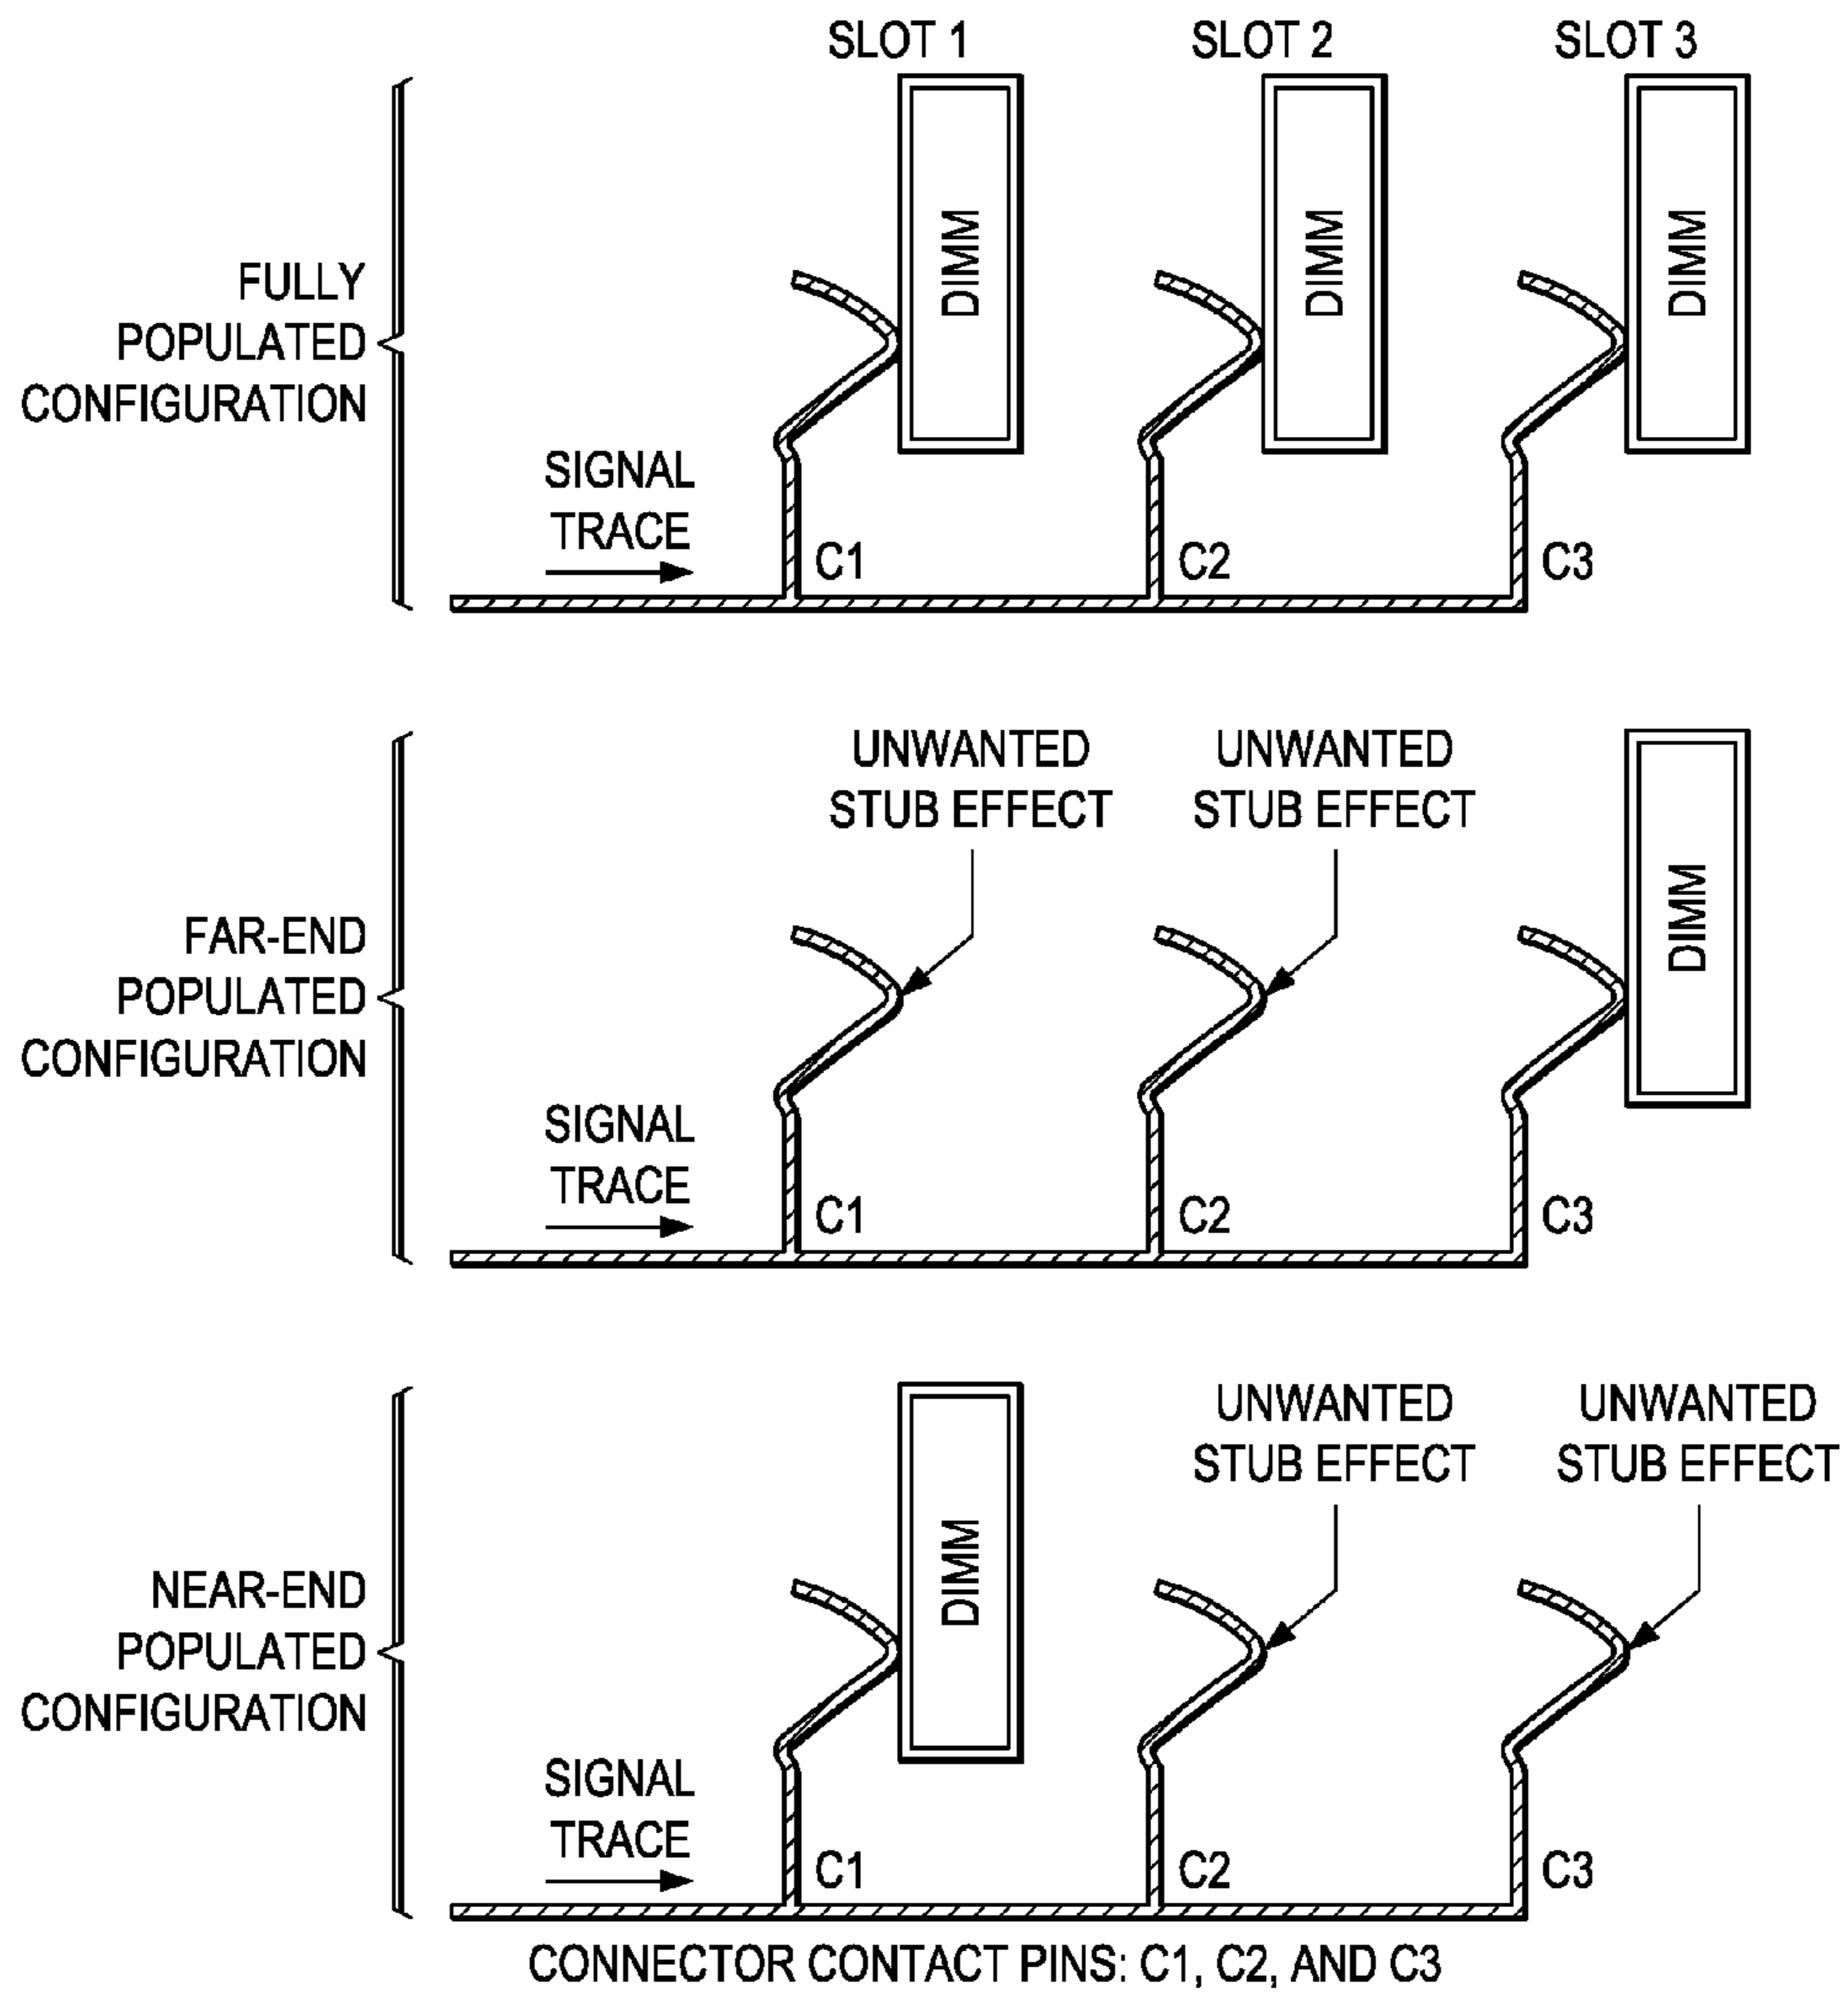 SLOT 1
SLOT 2
SLOT 3
FULLY
POPULATED
CONFIGURATION
DIMM
DIMM
DIMM
SIGNAL
TRACE
C1
C2
C3
UNWANTED
STUB EFFECT
UNWANTED
STUB EFFECT
FAR-END
POPULATED
CONFIGURATION
DIMM
SIGNAL
TRACE
C1
C2
C3
UNWANTED
STUB EFFECT
UNWANTED
STUB EFFECT
NEAR-END
POPULATED
CONFIGURATION
DIMM
SIGNAL
TRACE
C1
C2
C3
CONNECTOR CONTACT PINS: C1, C2, AND C3